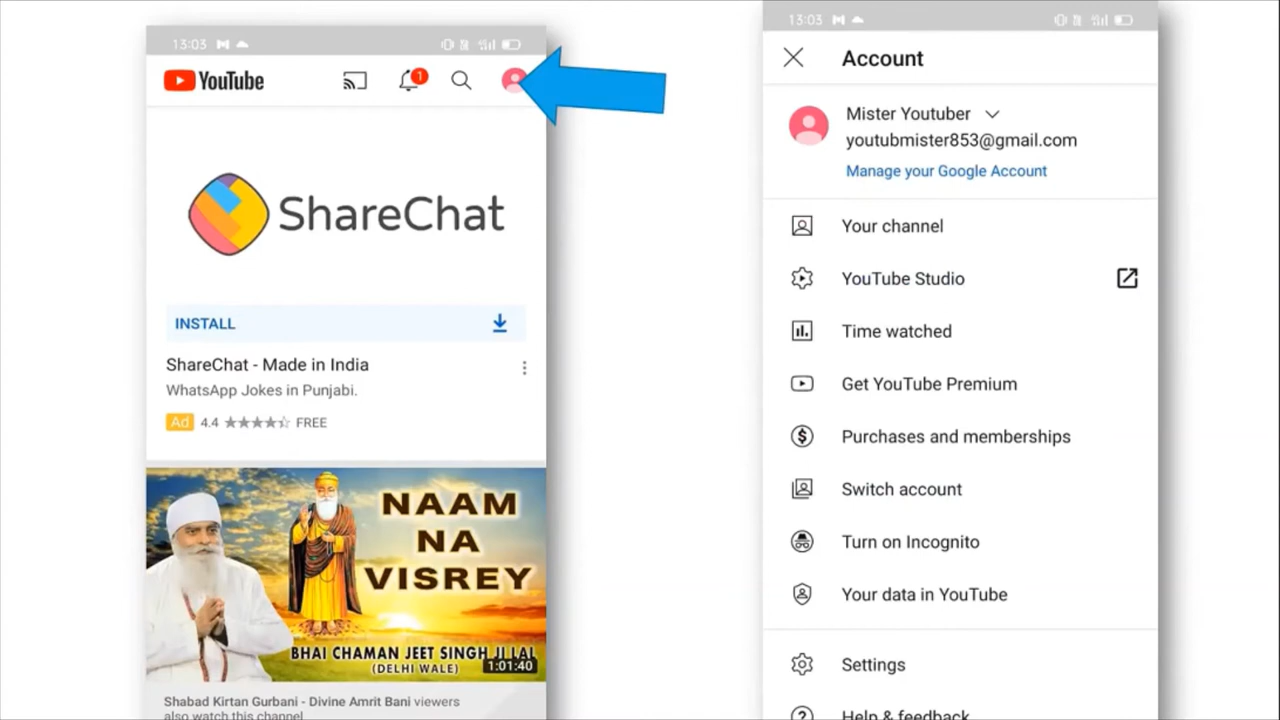 13:03
YouTube
1
ShareChat
INSTALL
ShareChat - Made in India
WhatsApp Jokes in Punjabi.
Ad 4.4 FREE
NAAM
NA
VISREY
BHAI CHAMAN JEET SINGH JI LAL
(DELHI WALE)
1:01:40
Shabad Kirtan Gurbani - Divine Amrit Bani viewers
also watch this channel
13:03
Account
Mister Youtuber
youtubmister853@gmail.com
Manage your Google Account
Your channel
YouTube Studio
Time watched
Get YouTube Premium
Purchases and memberships
Switch account
Turn on Incognito
Your data in YouTube
Settings
Help & feedback